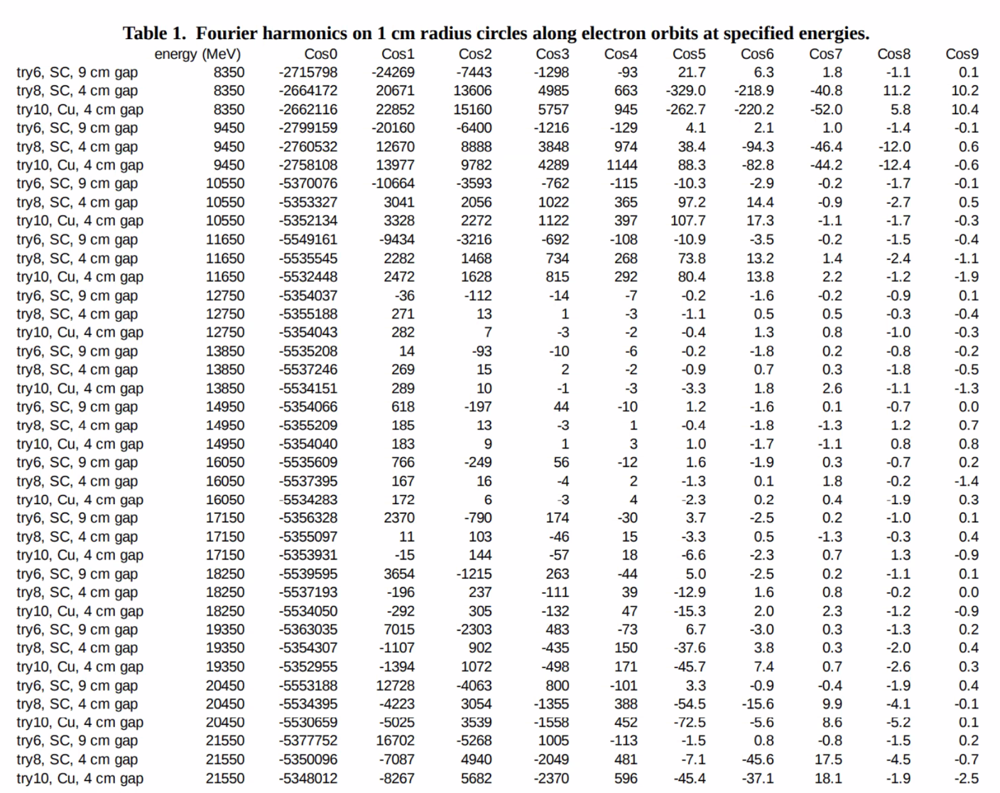 Table 1. Fourier harmonics on 1 cm radius circles along electron orbits at specified energies.
energy (MeV) Cos0 Cos1 Cos2 Cos3 Cos4 Cos5 Cos6 Cos7 Cos8 Cos9
try6, SC, 9 cm gap 8350 -2715798 -24269 -7443 -1298 -93 21.7 6.3 1.8 -1.1 0.1
try8, SC, 4 cm gap 8350 -2664172 20671 13606 4985 663 -329.0 -218.9 -40.8 11.2 10.2
try10, Cu, 4 cm gap 8350 -2662116 22852 15160 5757 945 -262.7 -220.2 -52.0 5.8 10.4
try6, SC, 9 cm gap 9450 -2799159 -20160 -6400 -1216 -129 4.1 2.1 1.0 -1.4 -0.1
try8, SC, 4 cm gap 9450 -2760532 12670 8888 3848 974 38.4 -94.3 -46.4 -12.0 0.6
try10, Cu, 4 cm gap 9450 -2758108 13977 9782 4289 1144 88.3 -82.8 -44.2 -12.4 -0.6
try6, SC, 9 cm gap 10550 -5370076 -10664 -3593 -762 -115 -10.3 -2.9 -0.2 -1.7 -0.1
try8, SC, 4 cm gap 10550 -5353327 3041 2056 1022 365 97.2 14.4 -0.9 -2.7 0.5
try10, Cu, 4 cm gap 10550 -5352134 3328 2272 1122 397 107.7 17.3 -1.1 -1.7 -0.3
try6, SC, 9 cm gap 11650 -5549161 -9434 -3216 -692 -108 -10.9 -3.5 -0.2 -1.5 -0.4
try8, SC, 4 cm gap 11650 -5535545 2282 1468 734 268 73.8 13.2 1.4 -2.4 -1.1
try10, Cu, 4 cm gap 11650 -5532448 2472 1628 815 292 80.4 13.8 2.2 -1.2 -1.9
try6, SC, 9 cm gap 12750 -5354037 -36 -112 -14 -7 -0.2 -1.6 -0.2 -0.9 0.1
try8, SC, 4 cm gap 12750 -5355188 271 13 1 -3 -1.1 0.5 0.5 -0.3 -0.4
try10, Cu, 4 cm gap 12750 -5354043 282 7 -3 -2 -0.4 1.3 0.8 -1.0 -0.3
try6, SC, 9 cm gap 13850 -5535208 14 -93 -10 -6 -0.2 -1.8 0.2 -0.8 -0.2
try8, SC, 4 cm gap 13850 -5537246 269 15 2 -2 -0.9 0.7 0.3 -1.8 -0.5
try10, Cu, 4 cm gap 13850 -5534151 289 10 -1 -3 -3.3 1.8 2.6 -1.1 -1.3
try6, SC, 9 cm gap 14950 -5354066 618 -197 44 -10 1.2 -1.6 0.1 -0.7 0.0
try8, SC, 4 cm gap 14950 -5355209 185 13 -3 1 -0.4 -1.8 -1.3 1.2 0.7
try10, Cu, 4 cm gap 14950 -5354040 183 9 1 3 1.0 -1.7 -1.1 0.8 0.8
try6, SC, 9 cm gap 16050 -5535609 766 -249 56 -12 1.6 -1.9 0.3 -0.7 0.2
try8, SC, 4 cm gap 16050 -5537395 167 16 -4 2 -1.3 0.1 1.8 -0.2 -1.4
try10, Cu, 4 cm gap 16050 -5534283 172 6 -3 4 -2.3 0.2 0.4 -1.9 0.3
try6, SC, 9 cm gap 17150 -5356328 2370 -790 174 -30 3.7 -2.5 0.2 -1.0 0.1
try8, SC, 4 cm gap 17150 -5355097 11 103 -46 15 -3.3 0.5 -1.3 -0.3 0.4
try10, Cu, 4 cm gap 17150 -5353931 -15 144 -57 18 -6.6 -2.3 0.7 1.3 -0.9
try6, SC, 9 cm gap 18250 -5539595 3654 -1215 263 -44 5.0 -2.5 0.2 -1.1 0.1
try8, SC, 4 cm gap 18250 -5537193 -196 237 -111 39 -12.9 1.6 0.8 -0.2 0.0
try10, Cu, 4 cm gap 18250 -5534050 -292 305 -132 47 -15.3 2.0 2.3 -1.2 -0.9
try6, SC, 9 cm gap 19350 -5363035 7015 -2303 483 -73 6.7 -3.0 0.3 -1.3 0.2
try8, SC, 4 cm gap 19350 -5354307 -1107 902 -435 150 -37.6 3.8 0.3 -2.0 0.4
try10, Cu, 4 cm gap 19350 -5352955 -1394 1072 -498 171 -45.7 7.4 0.7 -2.6 0.3
try6, SC, 9 cm gap 20450 -5553188 12728 -4063 800 -101 3.3 -0.9 -0.4 -1.9 0.4
try8, SC, 4 cm gap 20450 -5534395 -4223 3054 -1355 388 -54.5 -15.6 9.9 -4.1 -0.1
try10, Cu, 4 cm gap 20450 -5530659 -5025 3539 -1558 452 -72.5 -5.6 8.6 -5.2 0.1
try6, SC, 9 cm gap 21550 -5377752 16702 -5268 1005 -113 -1.5 0.8 -0.8 -1.5 0.2
try8, SC, 4 cm gap 21550 -5350096 -7087 4940 -2049 481 -7.1 -45.6 17.5 -4.5 -0.7
try10, Cu, 4 cm gap 21550 -5348012 -8267 5682 -2370 596 -45.4 -37.1 18.1 -1.9 -2.5